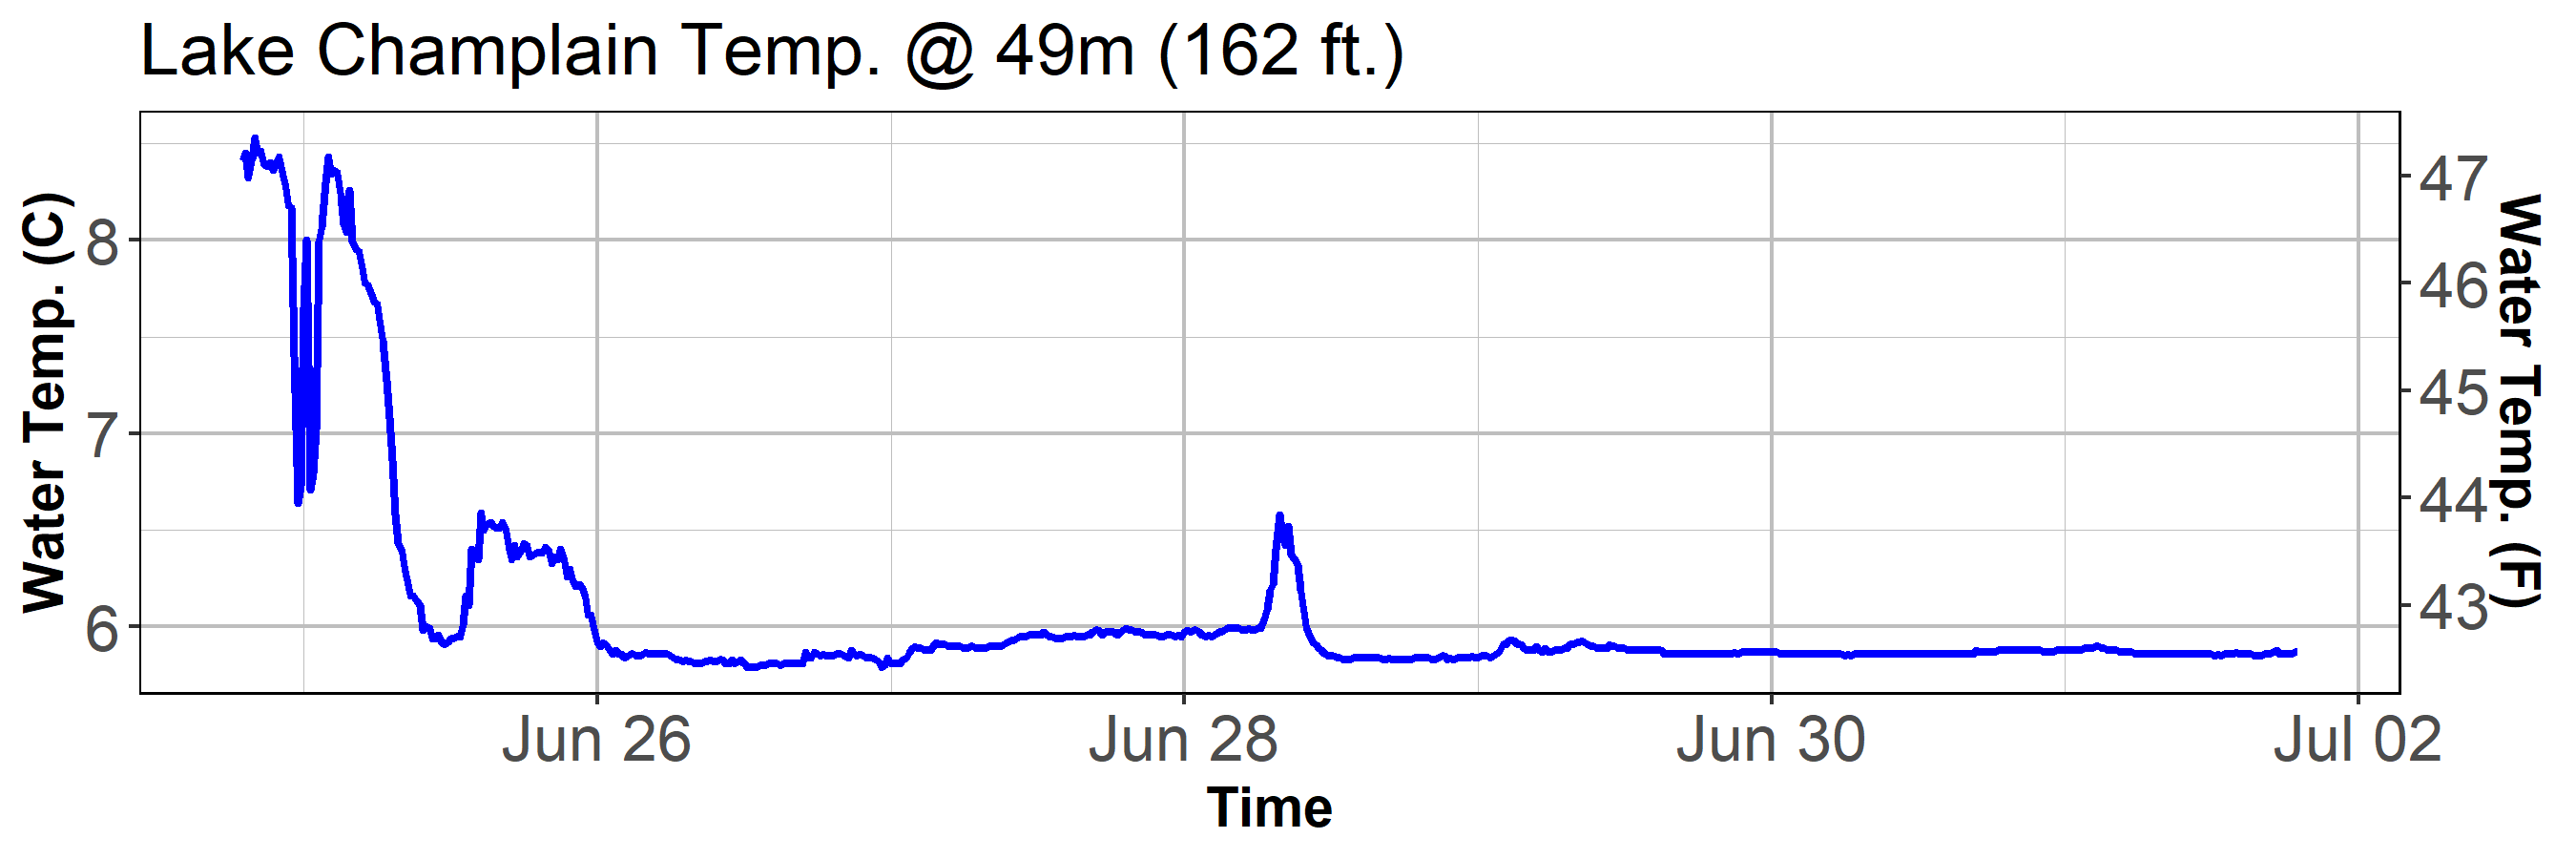 Lake Champlain Temp. @ 49m (162 ft.)
Water Temp. (C)
8
7
6
47
46
45
44
43
Water Temp. (F)
Jun 26
Jun 28
Jun 30
Jul 02
Time